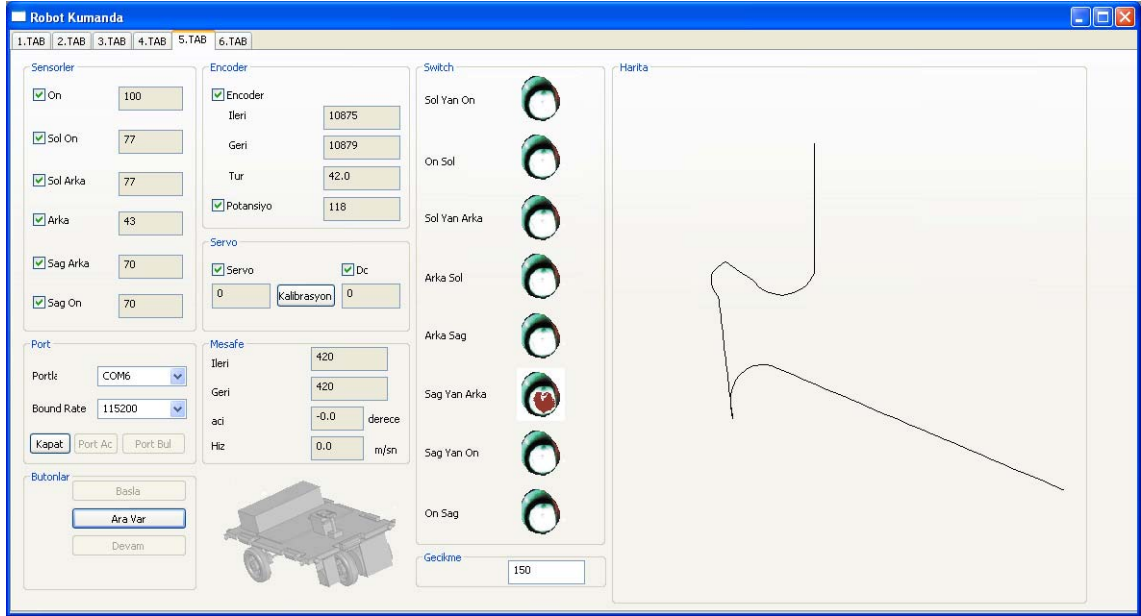 Robot Kumanda
1.TAB 2.TAB 3.TAB 4.TAB 5.TAB 6.TAB
Sensorler
On 100
Sol On 77
Sol Arka 77
Arka 43
Sag Arka 70
Sag On 70
Port
Portla COM6
Bound Rate 115200
Kapat Port Ac Port Bul
Butonlar
Basla
Ara Var
Devam
Encoder
Encoder
Ileri 10875
Geri 10879
Tur 42.0
Potansiyo 118
Servo
Servo Dc
0 Kalibrasyon 0
Mesafe
Ileri 420
Geri 420
aci -0.0 derece
Hiz 0.0 m/sn
Switch
Sol Yan On
On Sol
Sol Yan Arka
Arka Sol
Arka Sag
Sag Yan Arka
Sag Yan On
On Sag
Gecikme
150
Harita